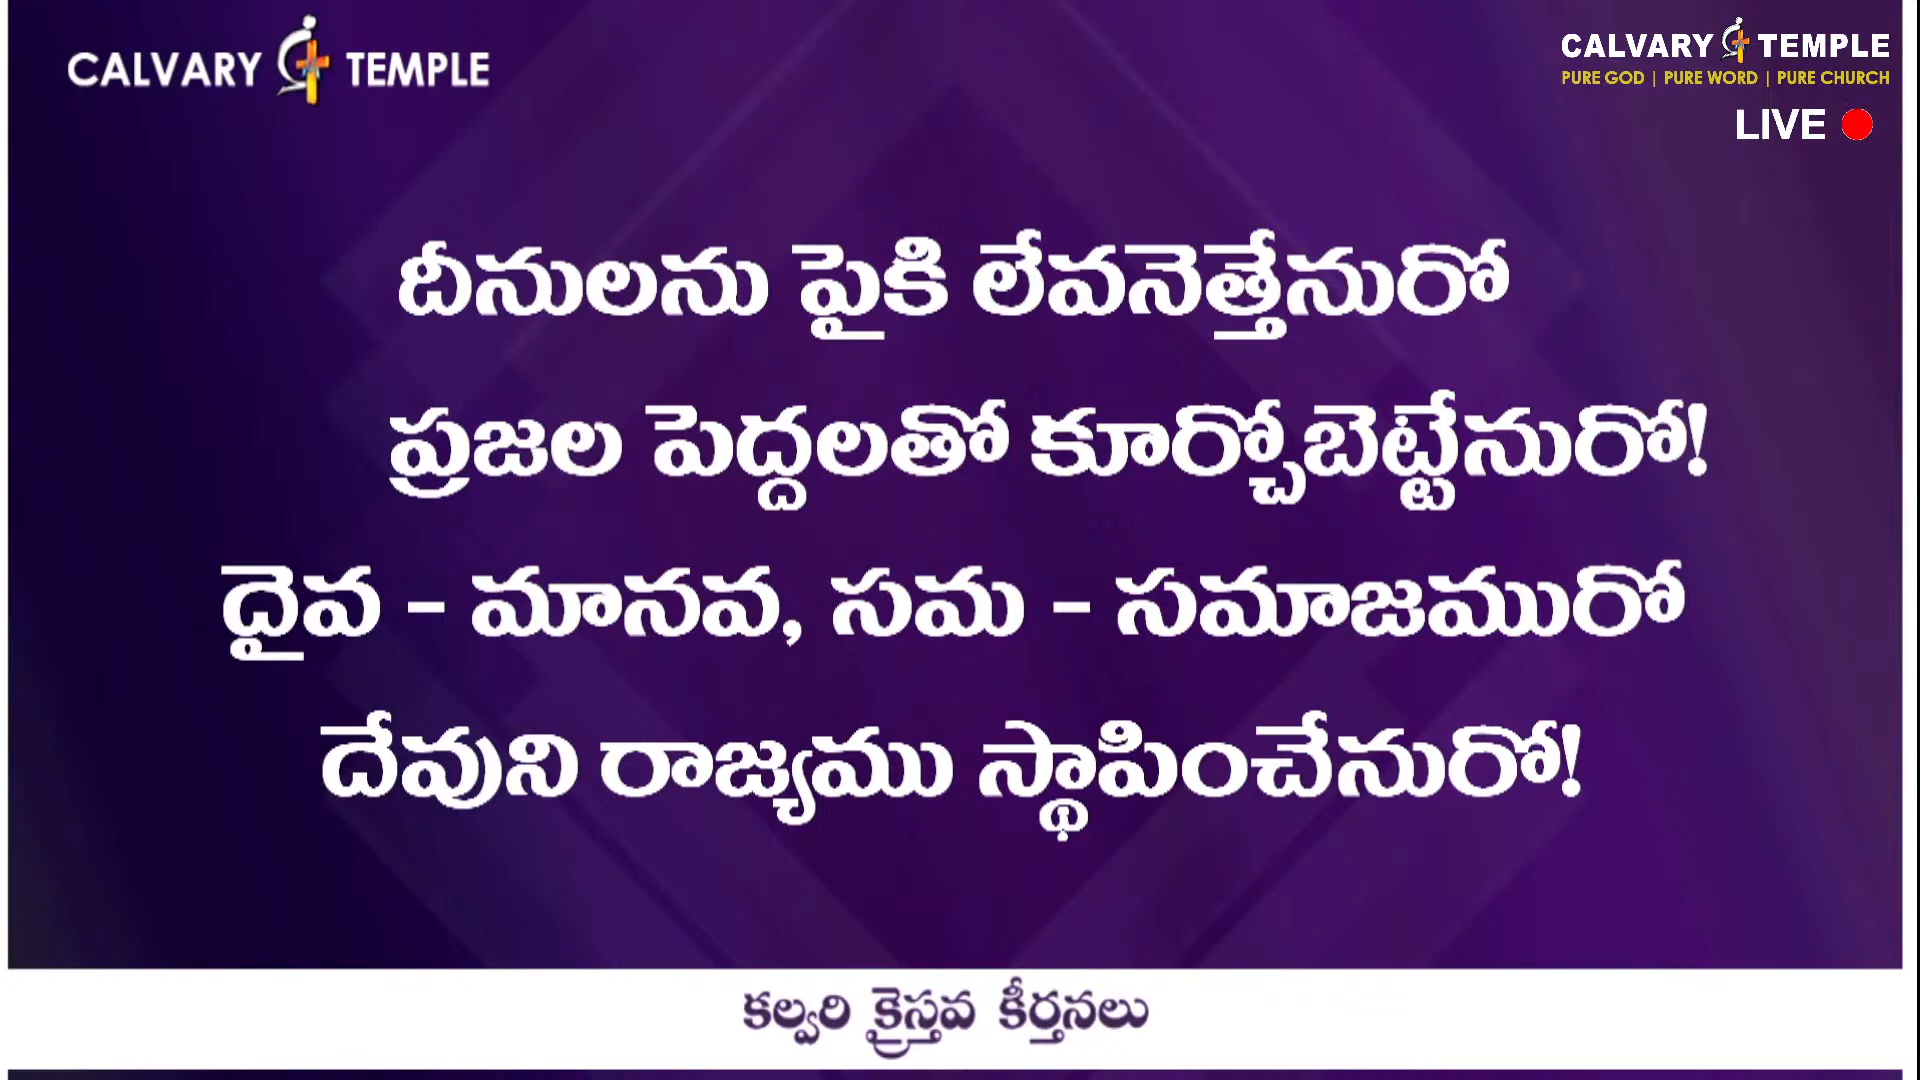 CALVARY TEMPLE
CALVARY TEMPLE
PURE GOD | PURE WORD | PURE CHURCH
LIVE
దీనులను పైకి లేవనెత్తేనురో
ప్రజల పెద్దలతో కూర్చోబెట్టేనురో!
దైవ - మానవ, సమ - సమాజమురో
దేవుని రాజ్యము స్థాపించేనురో!
కల్వరి క్రైస్తవ కీర్తనలు